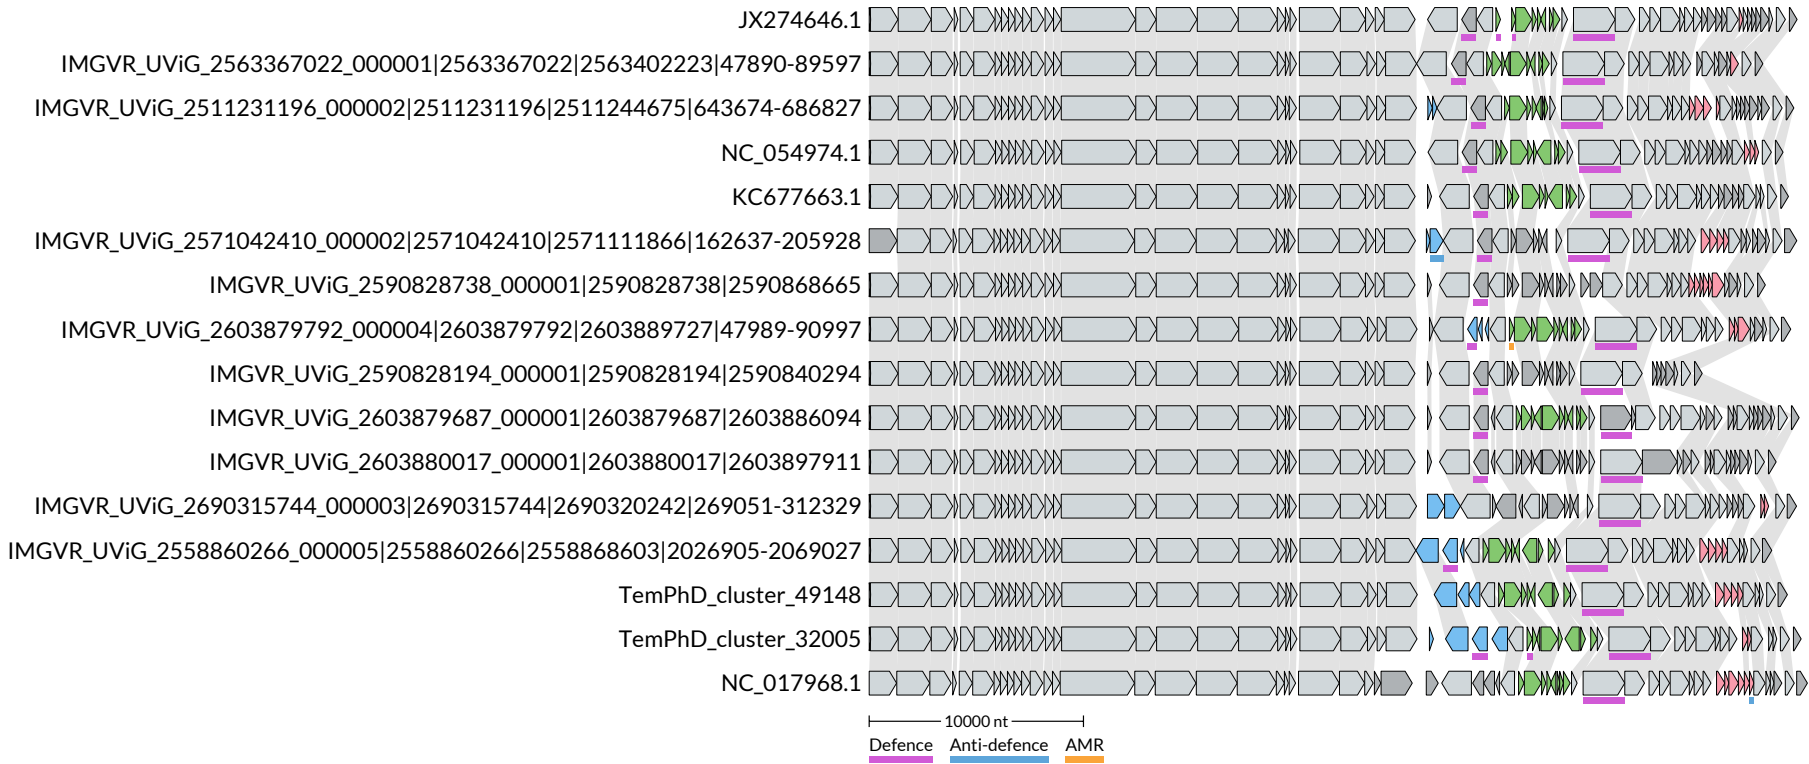 JX274646.1
IMGVR_UViG_2563367022_000001|2563367022|2563402223|47890-89597
IMGVR_UViG_2511231196_000002|2511231196|2511244675|643674-686827
NC_054974.1
KC677663.1
IMGVR_UViG_2571042410_000002|2571042410|2571111866|162637-205928
IMGVR_UViG_2590828738_000001|2590828738|2590868665
IMGVR_UViG_2603879792_000004|2603879792|2603889727|47989-90997
IMGVR_UViG_2590828194_000001|2590828194|2590840294
IMGVR_UViG_2603879687_000001|2603879687|2603886094
IMGVR_UViG_2603880017_000001|2603880017|2603897911
IMGVR_UViG_2690315744_000003|2690315744|2690320242|269051-312329
IMGVR_UViG_2558860266_000005|2558860266|2558868603|2026905-2069027
TemPhD_cluster_49148
TemPhD_cluster_32005
NC_017968.1
10000 nt
Defence Anti-defence AMR